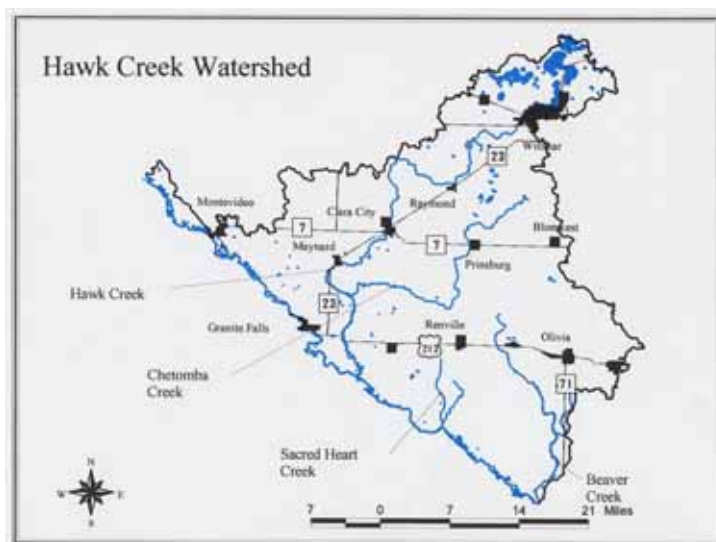 Hawk Creek Watershed
Willmar
23
Montevideo
Clara City
Raymond
7
Blomkest
Maynard
7
Prinsburg
Hawk Creek
23
Granite Falls
Renville
Olivia
212
Chetomba
Creek
71
Sacred Heart
Creek
N
W
E
S
Beaver
Creek
7
0
7
14
21 Miles